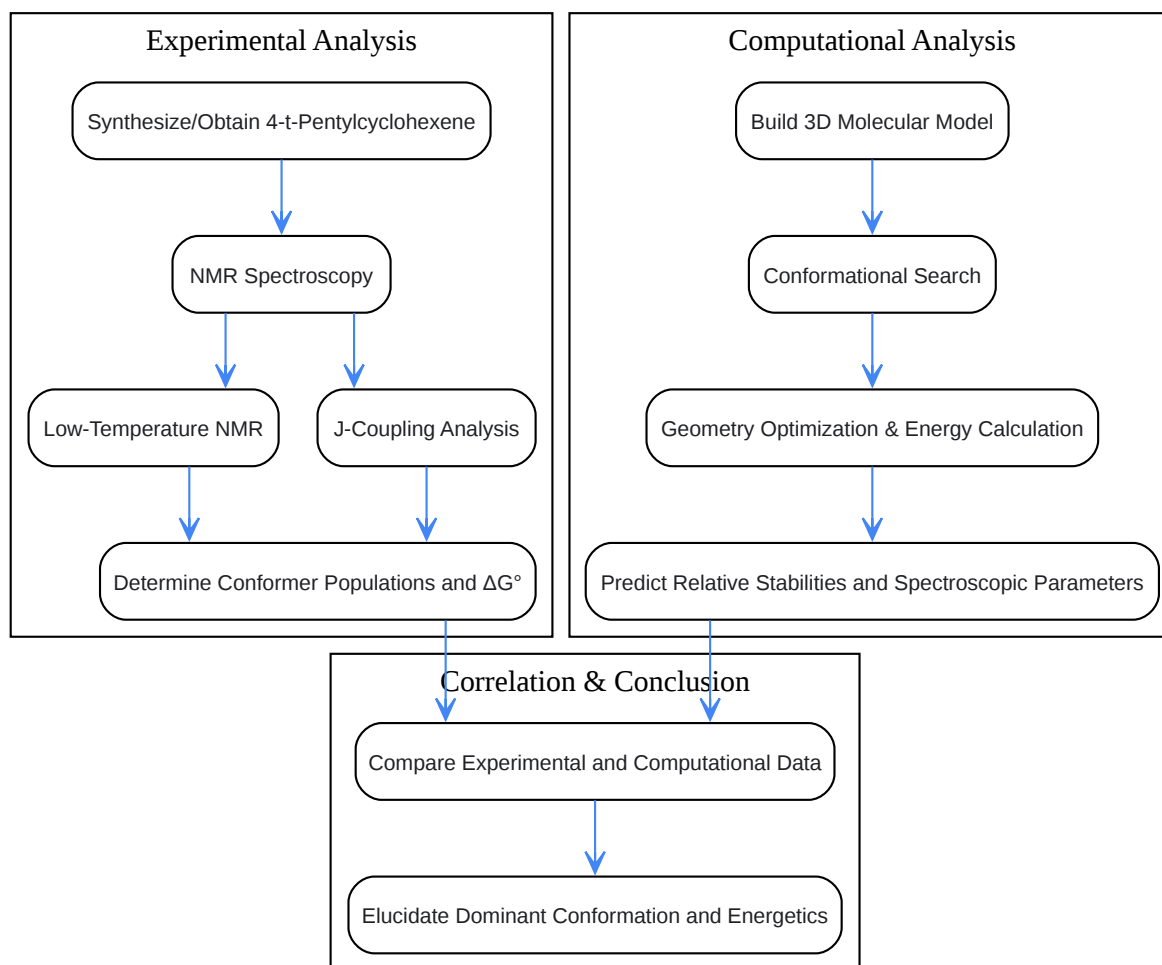 Experimental Analysis
Synthesize/Obtain 4-t-Pentylcyclohexene
NMR Spectroscopy
Low-Temperature NMR
J-Coupling Analysis
Determine Conformer Populations and ΔG°
Computational Analysis
Build 3D Molecular Model
Conformational Search
Geometry Optimization & Energy Calculation
Predict Relative Stabilities and Spectroscopic Parameters
Correlation & Conclusion
Compare Experimental and Computational Data
Elucidate Dominant Conformation and Energetics